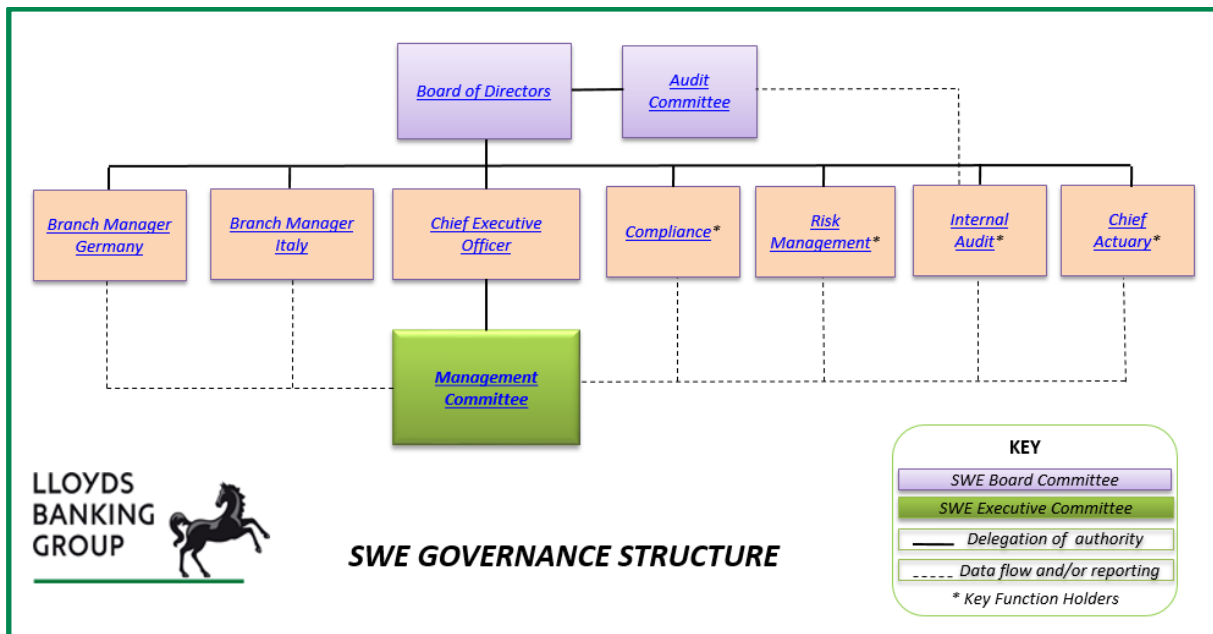 Board of Directors
Audit
Committee
Branch Manager
Germany
Branch Manager
Italy
Chief Executive
Officer
Compliance*
Risk
Management*
Internal
Audit*
Chief
Actuary*
Management
Committee
KEY
SWE Board Committee
SWE Executive Committee
Delegation of authority
Data flow and/or reporting
* Key Function Holders
LLOYDS
BANKING
GROUP
SWE GOVERNANCE STRUCTURE